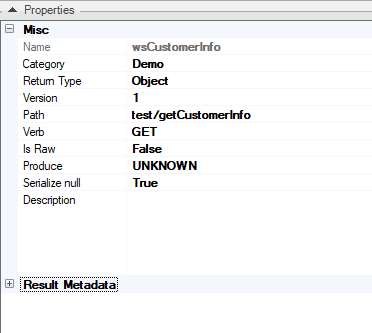 Properties
Misc
Name wsCustomerInfo
Category Demo
Return Type Object
Version 1
Path test/getCustomerInfo
Verb GET
Is Raw False
Produce UNKNOWN
Serialize null True
Description
Result Metadata